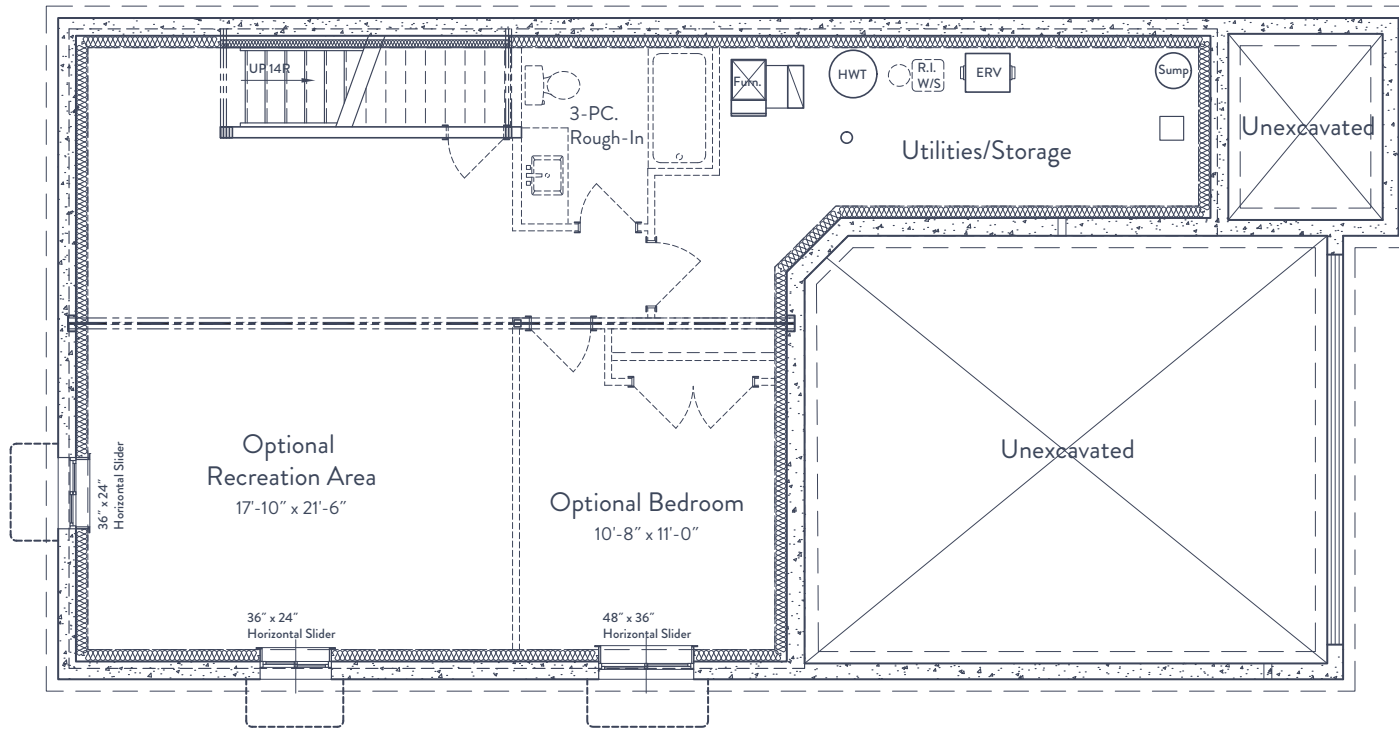 UP 14R
3-PC.
Rough-In
Furn.
HWT
R.I.
W/S
ERV
Sump
Utilities/Storage
Unexcavated
Optional
Recreation Area
17'-10" x 21'-6"
36" x 24"
Horizontal Slider
Optional Bedroom
10'-8" x 11'-0"
Unexcavated
36" x 24"
Horizontal Slider
48" x 36"
Horizontal Slider